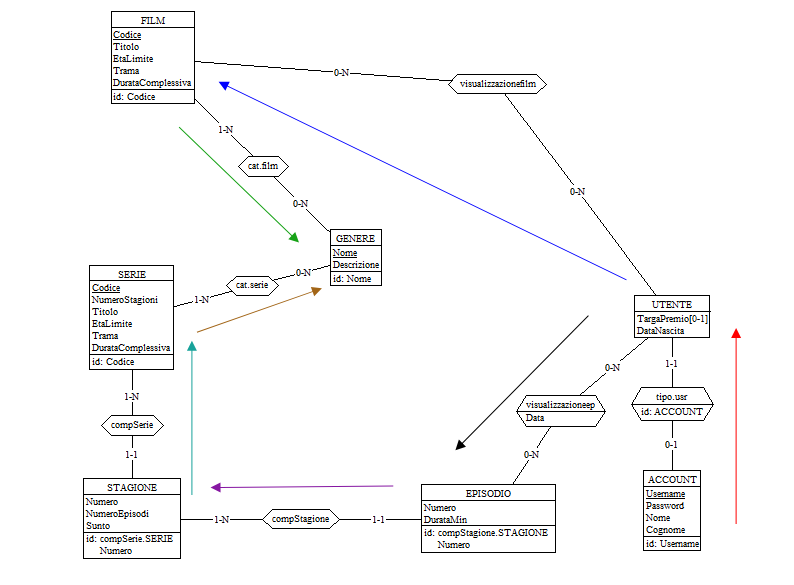 FILM
Codice
Titolo
EtaLimite
Trama
DurataComplessiva
id: Codice
0-N
visualizzazionefilm
1-N
cat.film
0-N
0-N
GENERE
Nome
Descrizione
id: Nome
SERIE
Codice
NumeroStagioni
Titolo
EtaLimite
Trama
DurataComplessiva
id: Codice
1-N
cat.serie
0-N
UTENTE
TargaPremio[0-1]
DataNascita
0-N
1-1
visualizzazioneep
Data
tipo.usr
id: ACCOUNT
1-N
compSerie
1-1
0-N
0-1
STAGIONE
Numero
NumeroEpisodi
Sunto
id: compSerie.SERIE
Numero
1-N
compStagione
1-1
EPISODIO
Numero
DurataMin
id: compStagione.STAGIONE
Numero
ACCOUNT
Username
Password
Nome
Cognome
id: Username